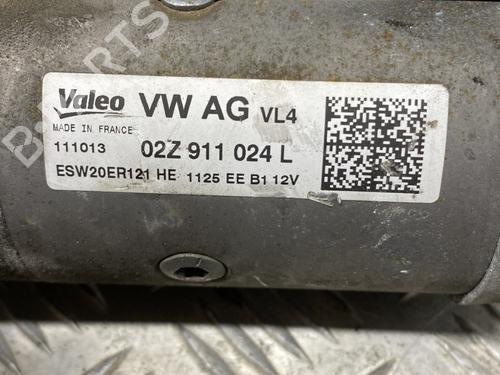 Valeo VW AG VL4
MADE IN FRANCE
111013 02Z 911 024 L
ESW20ER121 HE 1125 EE B1 12V